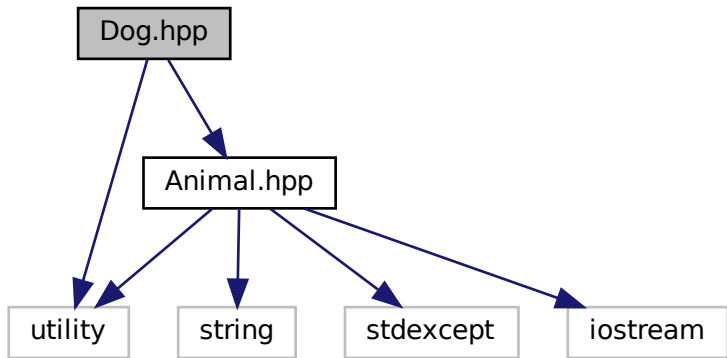 Dog.hpp
Animal.hpp
utility
string
stdexcept
iostream